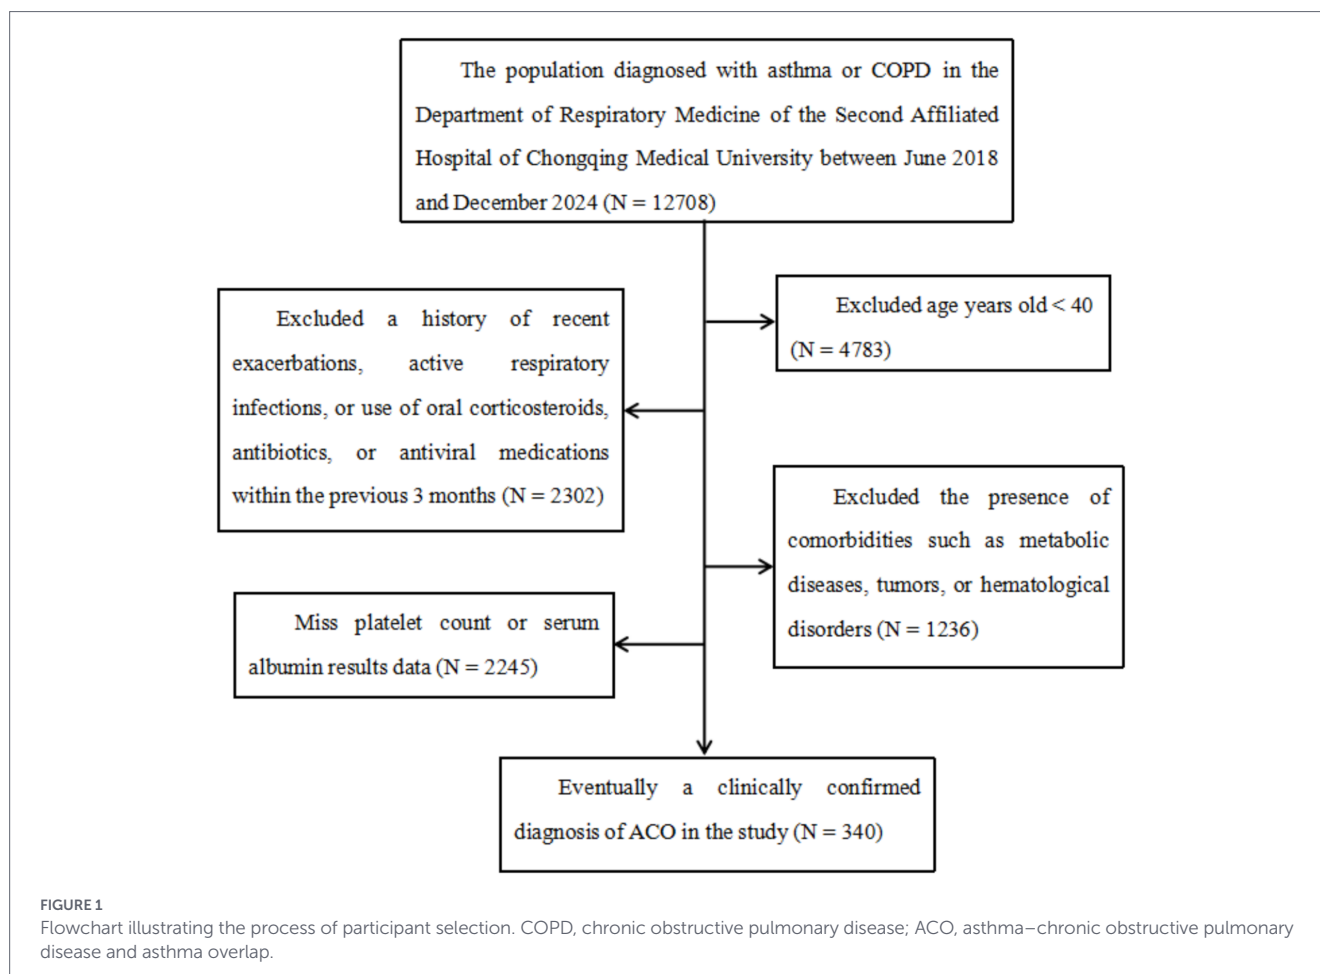 The population diagnosed with asthma or COPD in the
Department of Respiratory Medicine of the Second Affiliated
Hospital of Chongqing Medical University between June 2018
and December 2024 (N = 12708)
Excluded age years old < 40
(N = 4783)
Excluded a history of recent
exacerbations, active respiratory
infections, or use of oral corticosteroids,
antibiotics, or antiviral medications
within the previous 3 months (N = 2302)
Excluded the presence of
comorbidities such as metabolic
diseases, tumors, or hematological
disorders (N = 1236)
Miss platelet count or serum
albumin results data (N = 2245)
Eventually a clinically confirmed
diagnosis of ACO in the study (N = 340)
FIGURE 1
Flowchart illustrating the process of participant selection. COPD, chronic obstructive pulmonary disease; ACO, asthma–chronic obstructive pulmonary
disease and asthma overlap.